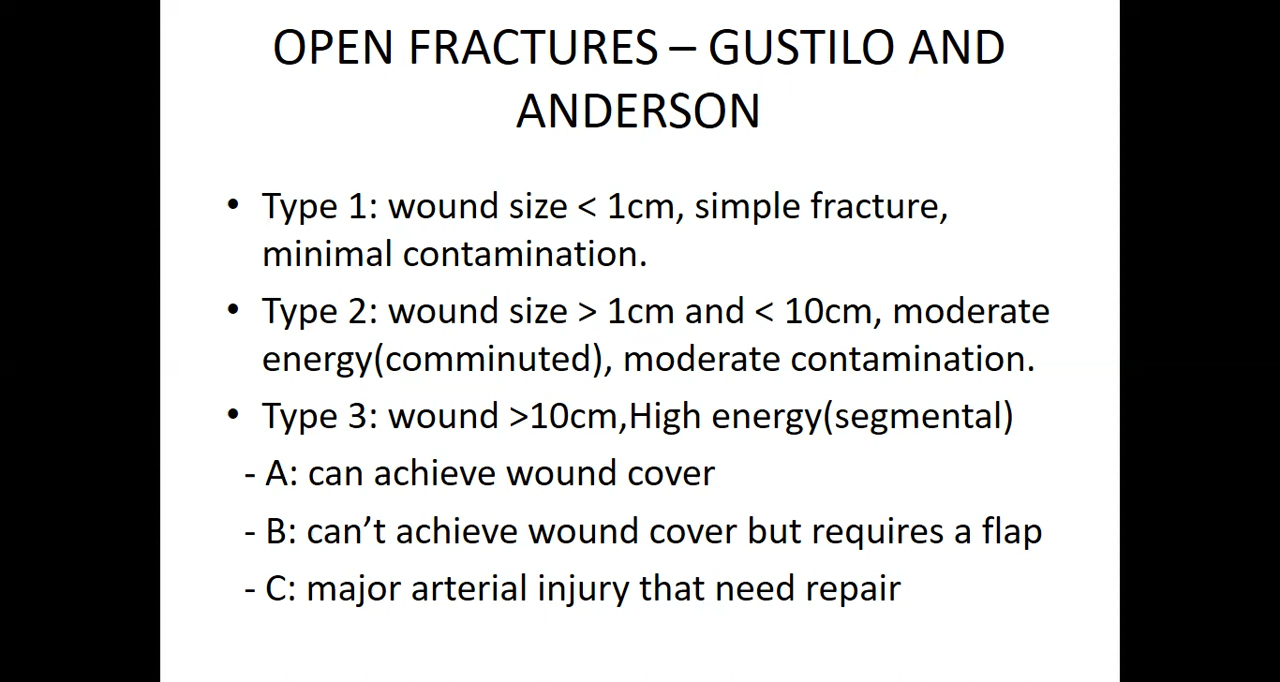 OPEN FRACTURES – GUSTILO AND
ANDERSON
• Type 1: wound size < 1cm, simple fracture,
minimal contamination.
• Type 2: wound size > 1cm and < 10cm, moderate
energy(comminuted), moderate contamination.
• Type 3: wound >10cm,High energy(segmental)
- A: can achieve wound cover
- B: can’t achieve wound cover but requires a flap
- C: major arterial injury that need repair